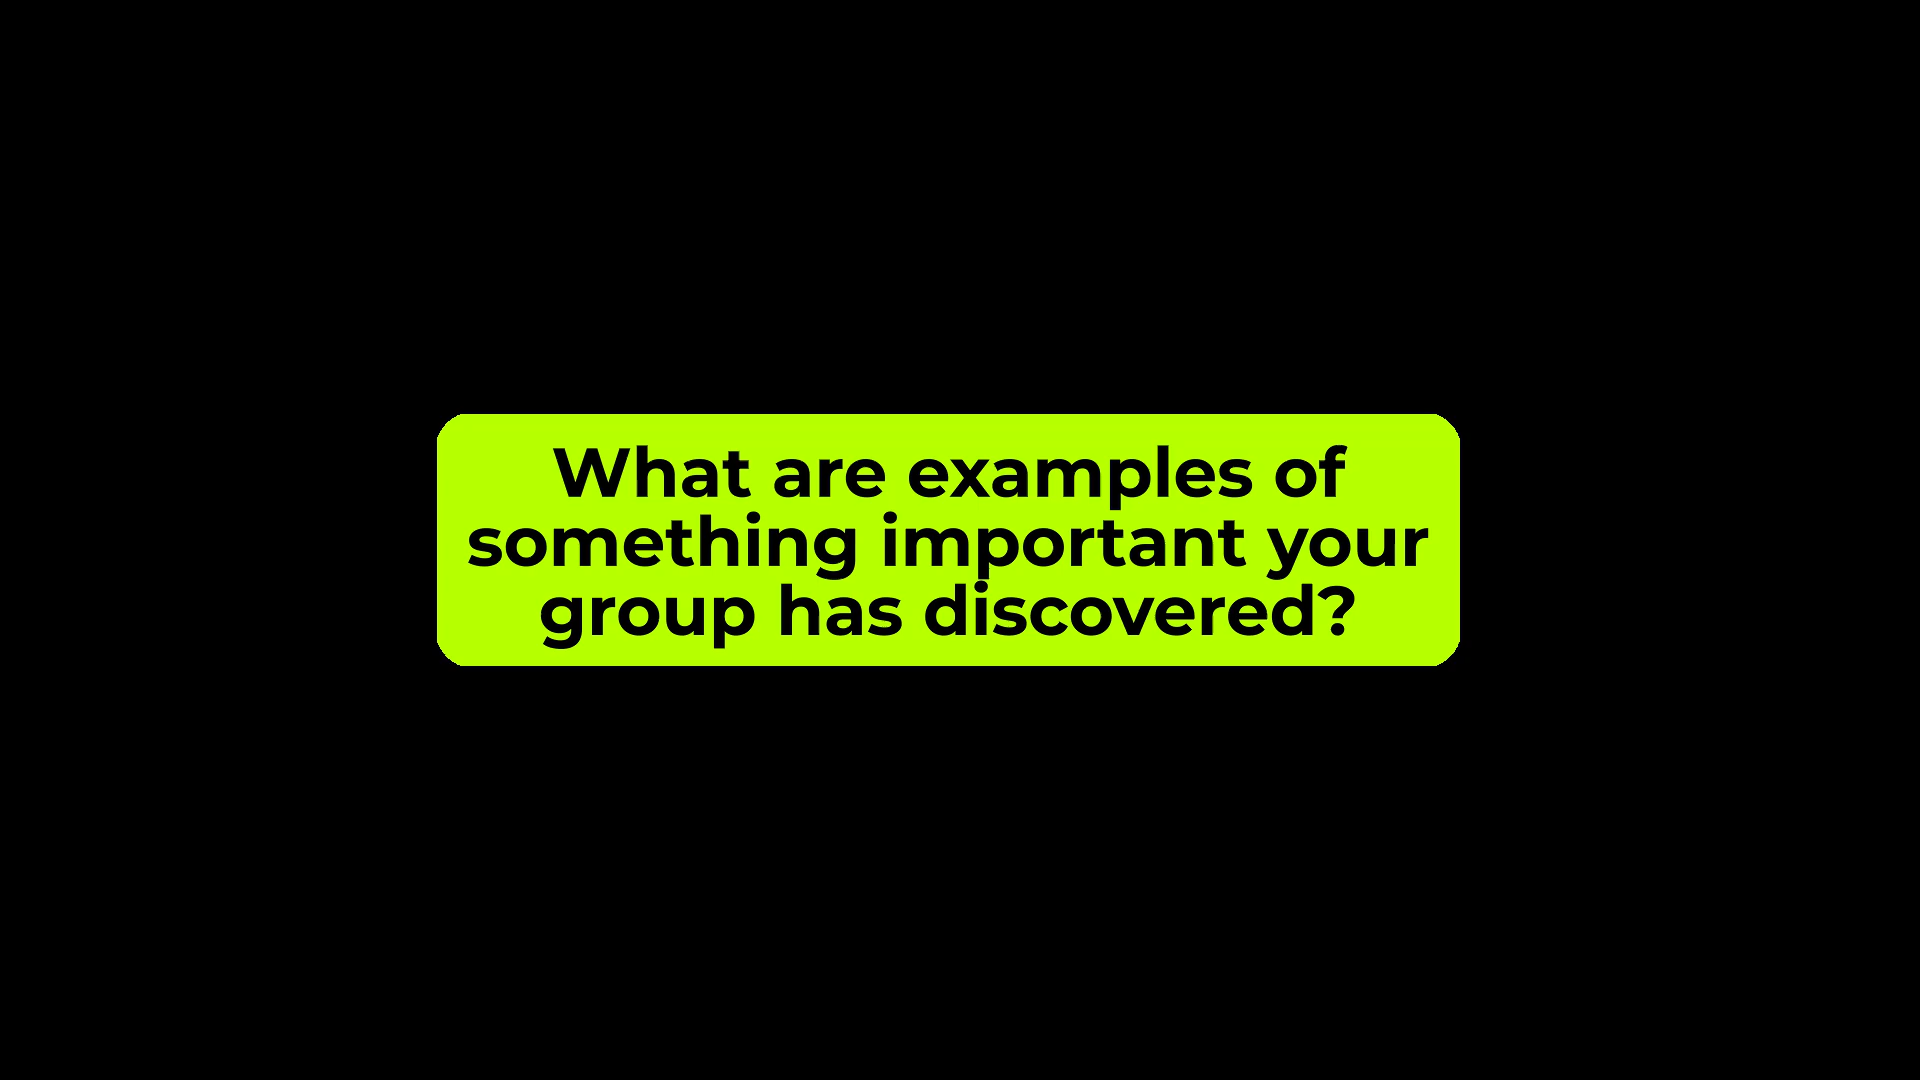 What are examples of
something important your
group has discovered?